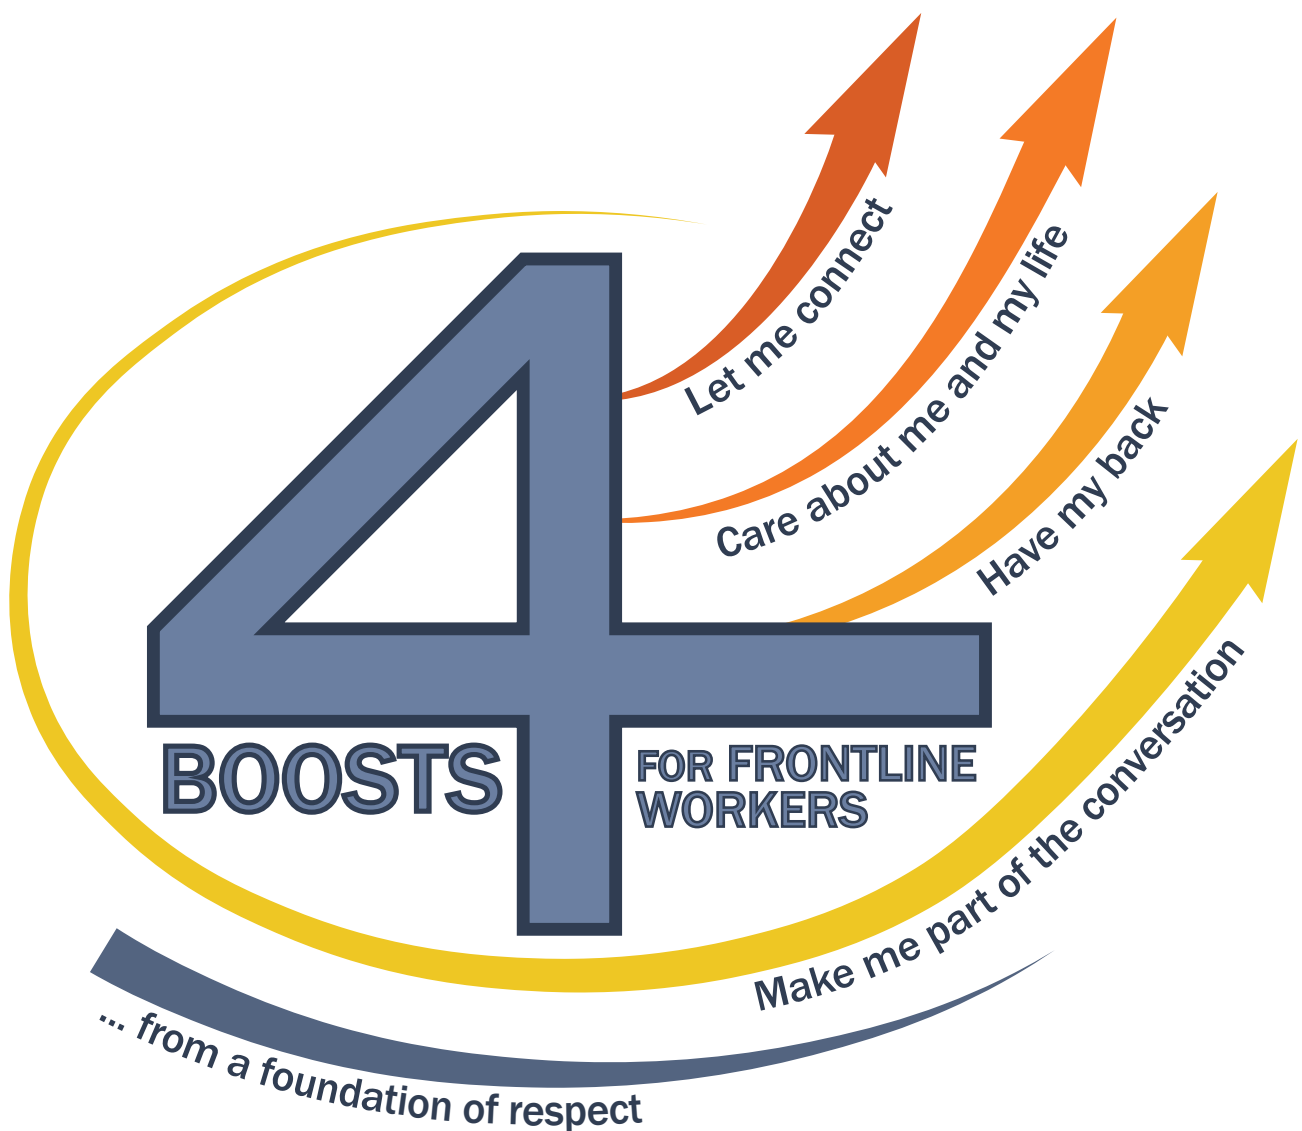 4
BOOSTS
FOR FRONTLINE
WORKERS
Let me connect
Care about me and my life
Have my back
Make me part of the conversation
... from a foundation of respect